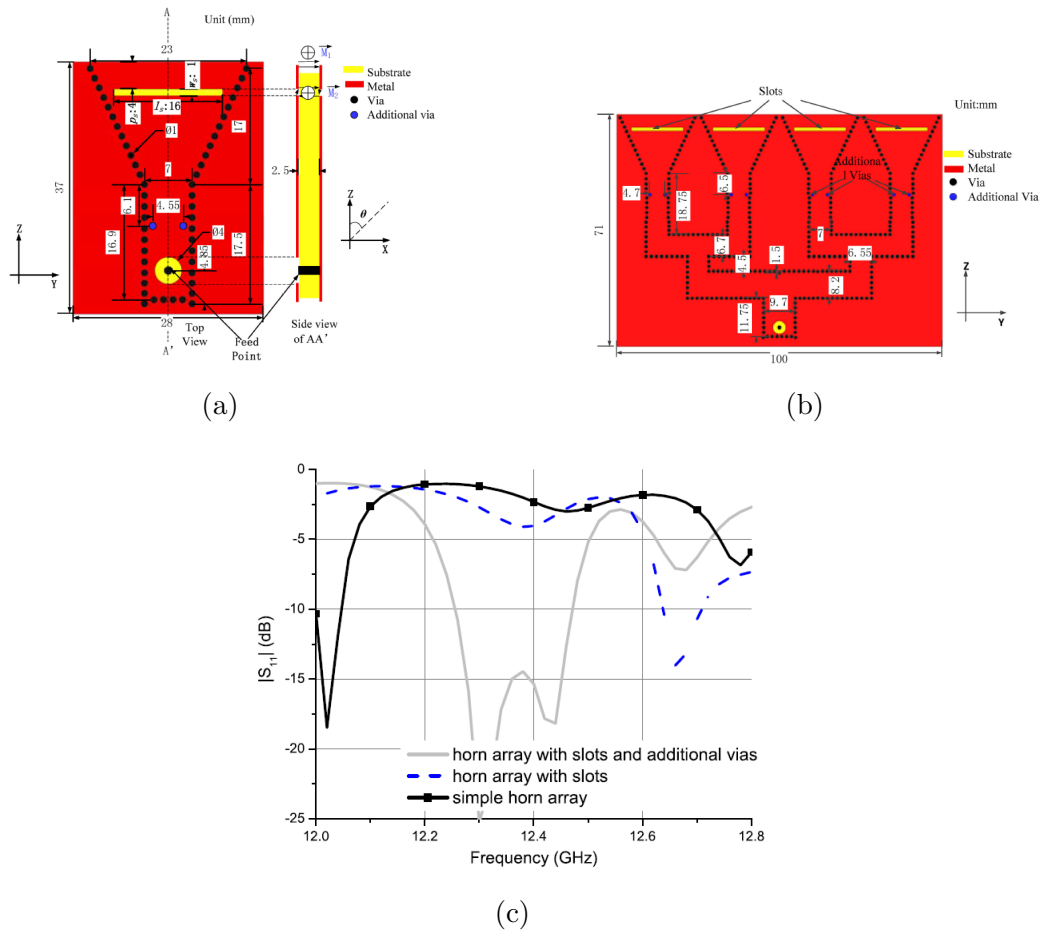 A
Unit (mm)
23
M₁
Substrate
Metal
Via
Additional via
wₛ: 1
M₂
pₛ:4
lₛ:16
Ø1
17
7
2.5
37
6.1
4.55
16.9
Ø4
4.85
17.5
Z
Y
Z
θ
X
28
Top
View
Feed
Point
Side view
of AA'
A'
(a)
Slots
Unit:mm
Substrate
Metal
Via
Additional Via
Additiona
l Vias
4.7
6.5
18.75
7
71
6.7
4.5
1.5
6.55
8.2
9.7
11.75
Z
Y
100
(b)
0
-5
-10
-15
-20
-25
|S₁₁| (dB)
horn array with slots and additional vias
horn array with slots
simple horn array
12.0
12.2
12.4
12.6
12.8
Frequency (GHz)
(c)